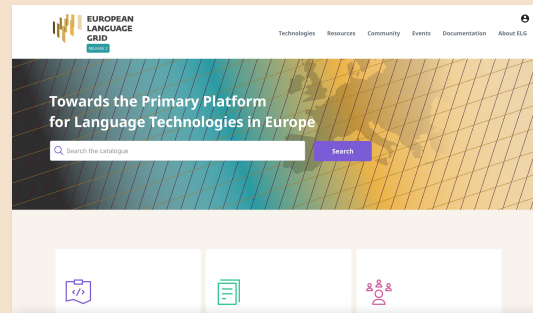 EUROPEAN
LANGUAGE
GRID
RELEASE 2
Technologies Resources Community Events Documentation About ELG
Towards the Primary Platform
for Language Technologies in Europe
Search the catalogue
Search